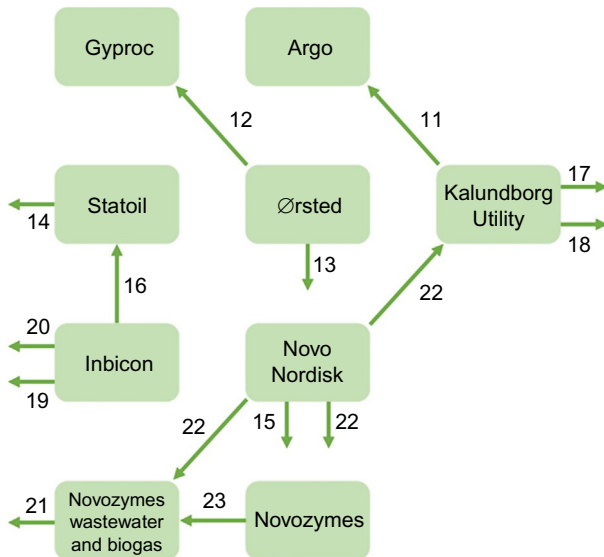 Gyproc
Argo
12
11
Statoil
Ørsted
Kalundborg
Utility
17
14
18
13
16
22
20
Inbicon
Novo
Nordisk
19
22
15
22
21
Novozymes
wastewater
and biogas
23
Novozymes